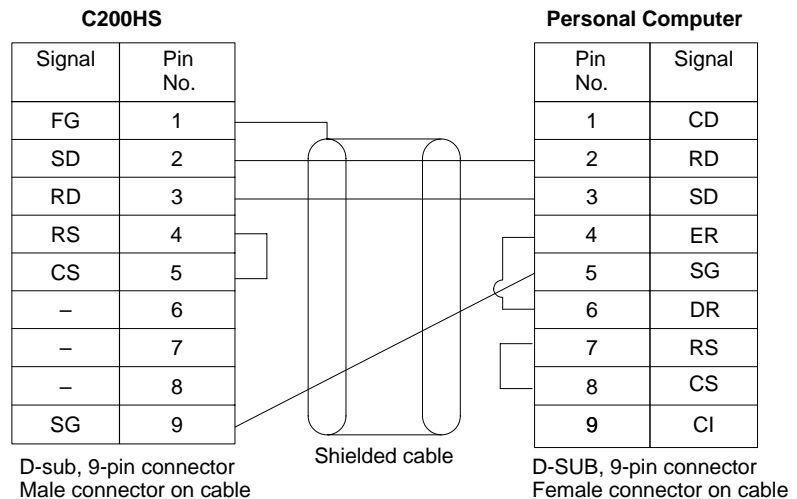 C200HS Personal Computer
Signal Pin No. Pin No. Signal
FG 1 1 CD
SD 2 2 RD
RD 3 3 SD
RS 4 4 ER
CS 5 5 SG
– 6 6 DR
– 7 7 RS
– 8 8 CS
SG 9 9 CI
Shielded cable
D-sub, 9-pin connector
Male connector on cable
D-SUB, 9-pin connector
Female connector on cable